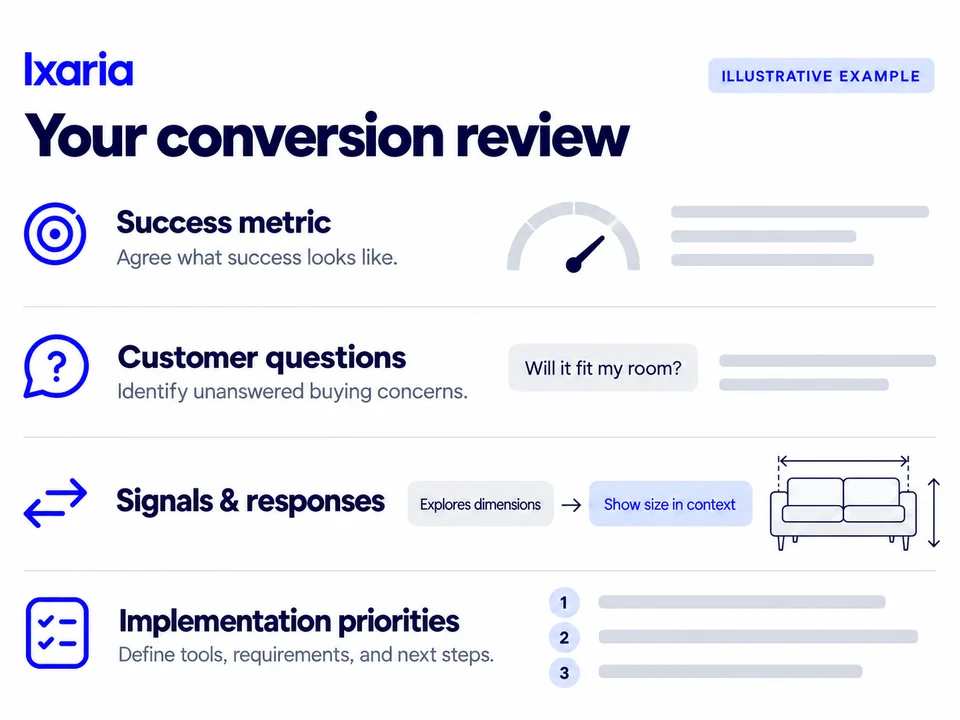 Ixaria
ILLUSTRATIVE EXAMPLE
Your conversion review
Success metric
Agree what success looks like.
?
Customer questions
Identify unanswered buying concerns.
Will it fit my room?
Signals & responses
Explores dimensions
Show size in context
Implementation priorities
Define tools, requirements, and next steps.
1
2
3